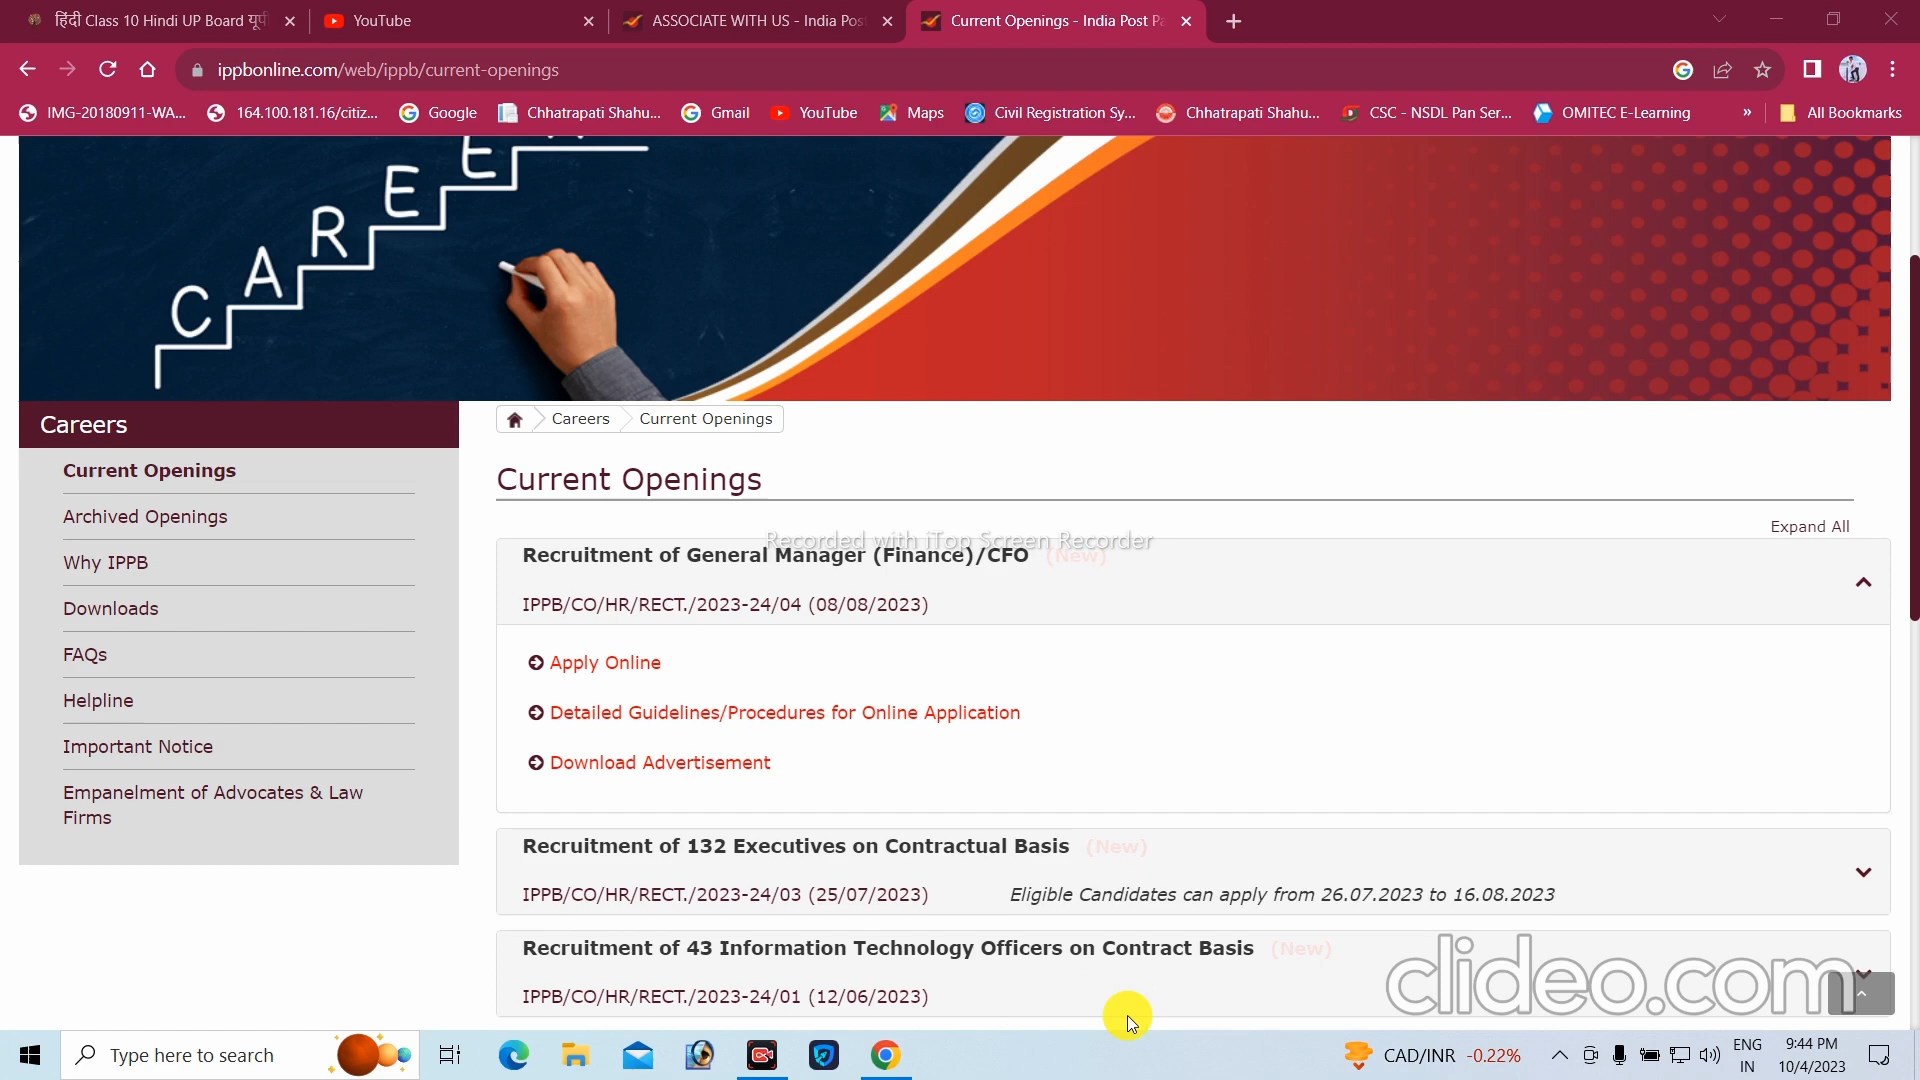 हिंदी Class 10 Hindi UP Board
YouTube
ASSOCIATE WITH US - India Pos
Current Openings - India Post Pa
ippbonline.com/web/ippb/current-openings
IMG-20180911-WA...
164.100.181.16/citiz...
Google
Chhatrapati Shahu...
Gmail
YouTube
Maps
Civil Registration Sy...
Chhatrapati Shahu...
CSC - NSDL Pan Ser...
OMITEC E-Learning
»
All Bookmarks
CAREE
Careers
Current Openings
Archived Openings
Why IPPB
Downloads
FAQs
Helpline
Important Notice
Empanelment of Advocates & Law
Firms
Careers
Current Openings
Current Openings
Expand All
Recorded with iTop Screen Recorder
Recruitment of General Manager (Finance)/CFO (New)
IPPB/CO/HR/RECT./2023-24/04 (08/08/2023)
Apply Online
Detailed Guidelines/Procedures for Online Application
Download Advertisement
Recruitment of 132 Executives on Contractual Basis (New)
IPPB/CO/HR/RECT./2023-24/03 (25/07/2023) Eligible Candidates can apply from 26.07.2023 to 16.08.2023
Recruitment of 43 Information Technology Officers on Contract Basis (New)
IPPB/CO/HR/RECT./2023-24/01 (12/06/2023)
clideo.com
Type here to search
CAD/INR -0.22%
ENG
IN
9:44 PM
10/4/2023